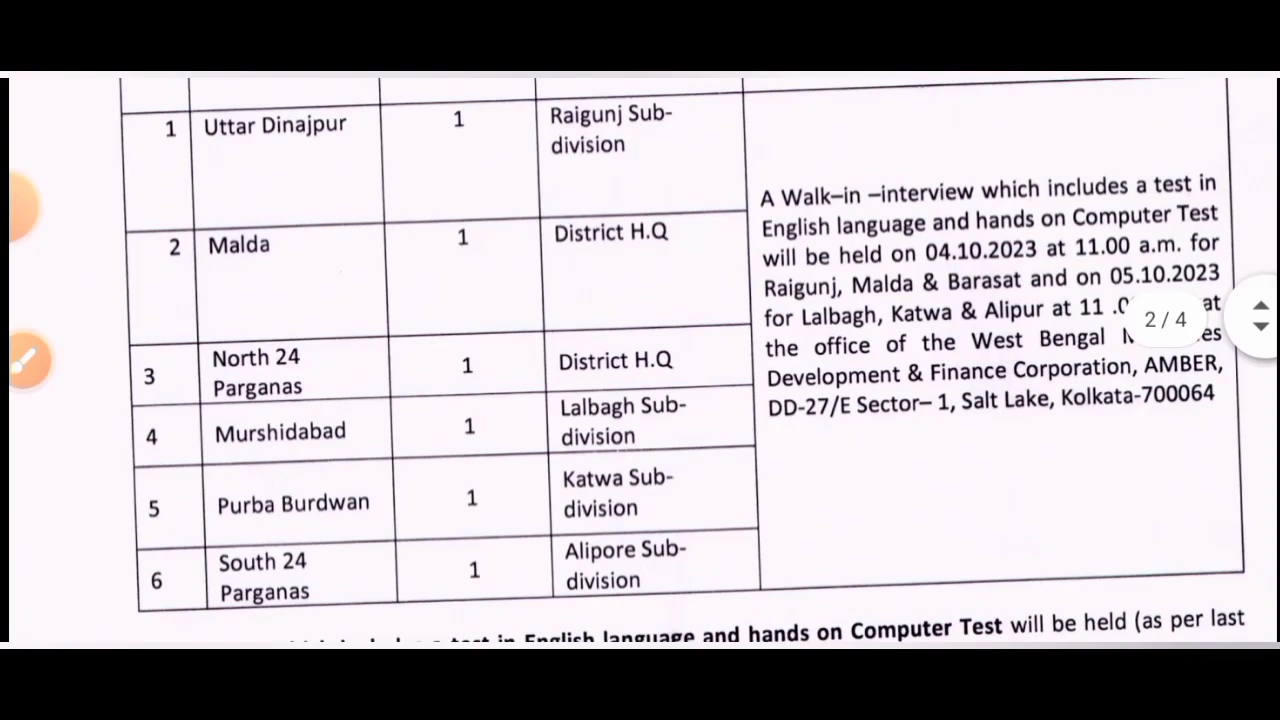 1 Uttar Dinajpur 1 Raigunj Sub-
division
2 Malda 1 District H.Q
3 North 24
Parganas 1 District H.Q
4 Murshidabad 1 Lalbagh Sub-
division
5 Purba Burdwan 1 Katwa Sub-
division
6 South 24
Parganas 1 Alipore Sub-
division
A Walk–in –interview which includes a test in
English language and hands on Computer Test
will be held on 04.10.2023 at 11.00 a.m. for
Raigunj, Malda & Barasat and on 05.10.2023
for Lalbagh, Katwa & Alipur at 11 at
the office of the West Bengal
Development & Finance Corporation, AMBER,
DD-27/E Sector– 1, Salt Lake, Kolkata-700064
2 / 4
test in English language and hands on Computer Test will be held (as per last